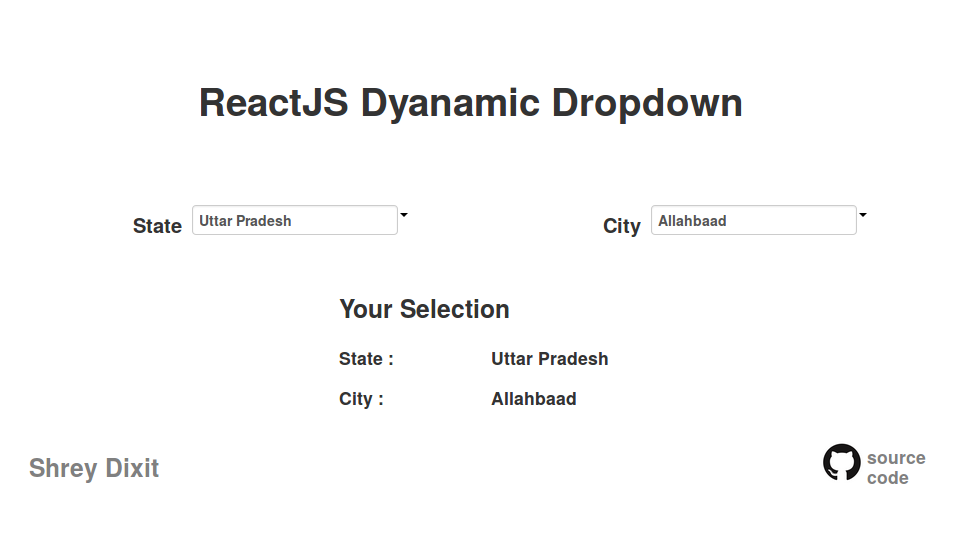 ReactJS Dyanamic Dropdown
State Uttar Pradesh City Allahbaad
Your Selection
State : Uttar Pradesh
City : Allahbaad
Shrey Dixit
source
code